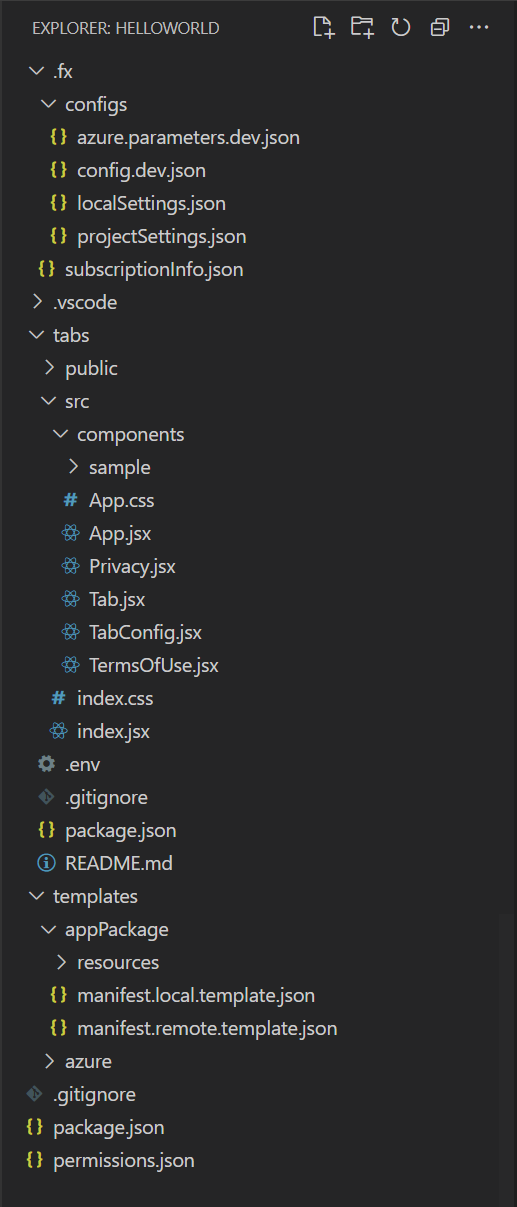 EXPLORER: HELLOWORLD
.fx
configs
azure.parameters.dev.json
config.dev.json
localSettings.json
projectSettings.json
subscriptionInfo.json
.vscode
tabs
public
src
components
sample
App.css
App.jsx
Privacy.jsx
Tab.jsx
TabConfig.jsx
TermsOfUse.jsx
index.css
index.jsx
.env
.gitignore
package.json
README.md
templates
appPackage
resources
manifest.local.template.json
manifest.remote.template.json
azure
.gitignore
package.json
permissions.json